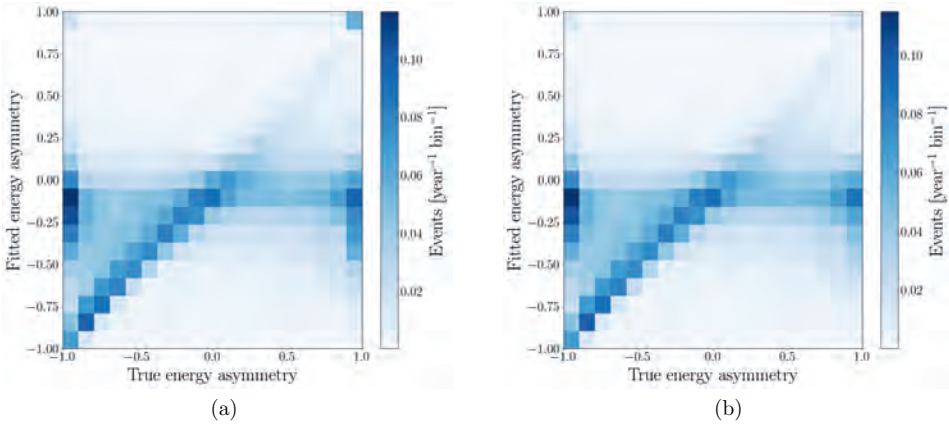 1.00
0.75
0.50
0.25
0.00
−0.25
−0.50
−0.75
−1.00
Fitted energy asymmetry
−1.0 −0.5 0.0 0.5 1.0
True energy asymmetry
0.10
0.08
0.06
0.04
0.02
Events [year⁻¹ bin⁻¹]
(a)
1.00
0.75
0.50
0.25
0.00
−0.25
−0.50
−0.75
−1.00
Fitted energy asymmetry
−1.0 −0.5 0.0 0.5 1.0
True energy asymmetry
0.10
0.08
0.06
0.04
0.02
Events [year⁻¹ bin⁻¹]
(b)